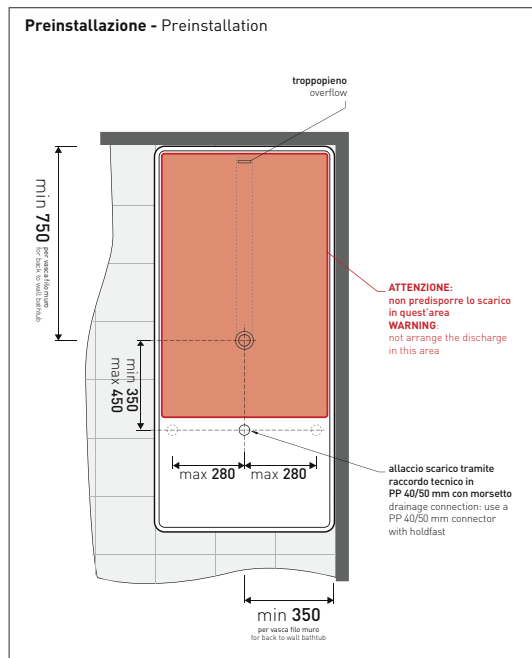 Preinstallazione - Preinstallation
troppopieno
overflow
min 750
per vasca filo muro
for back to wall bathtub
ATTENZIONE:
non predisporre lo scarico
in quest'area
WARNING:
not arrange the discharge
in this area
min 350
max 450
max 280
max 280
allaccio scarico tramite
raccordo tecnico in
PP 40/50 mm con morsetto
drainage connection: use a
PP 40/50 mm connector
with holdfast
min 350
per vasca filo muro
for back to wall bathtub